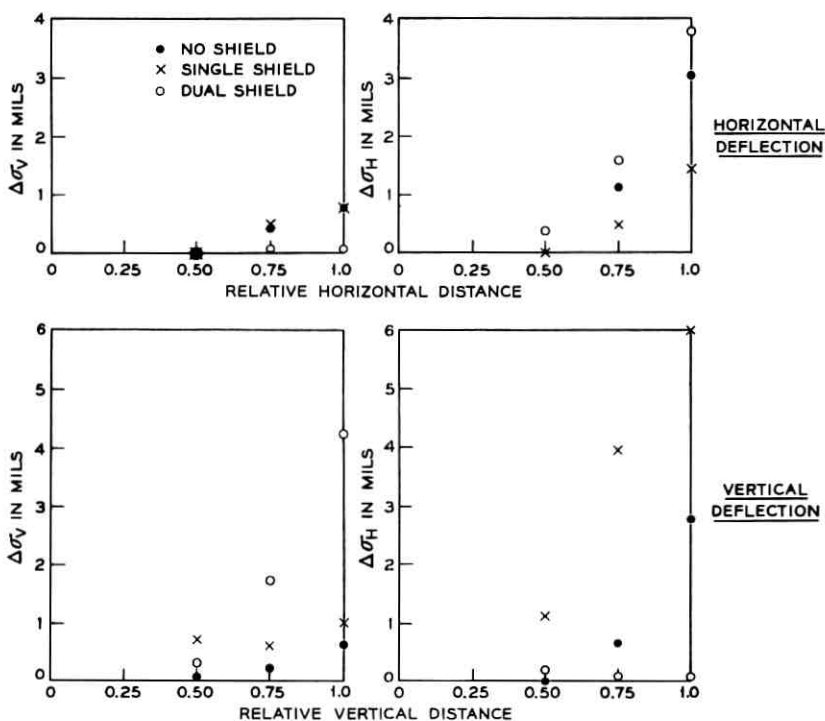 4
3
2
1
0
ΔσV IN MILS
● NO SHIELD
× SINGLE SHIELD
○ DUAL SHIELD
0 0.25 0.50 0.75 1.0
4
3
2
1
0
ΔσH IN MILS
0 0.25 0.50 0.75 1.0
HORIZONTAL
DEFLECTION
RELATIVE HORIZONTAL DISTANCE
6
5
4
3
2
1
0
ΔσV IN MILS
0 0.25 0.50 0.75 1.0
6
5
4
3
2
1
0
ΔσH IN MILS
0 0.25 0.50 0.75 1.0
VERTICAL
DEFLECTION
RELATIVE VERTICAL DISTANCE